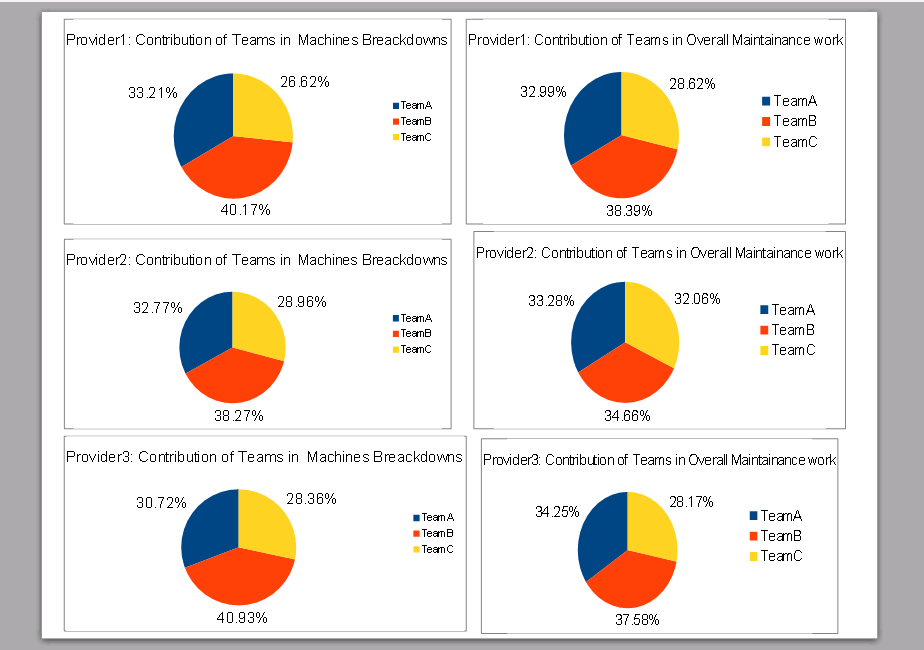 Provider1: Contribution of Teams in Machines Breackdowns
33.21%
26.62%
40.17%
TeamA
TeamB
TeamC
Provider1: Contribution of Teams in Overall Maintainance work
32.99%
28.62%
38.39%
TeamA
TeamB
TeamC
Provider2: Contribution of Teams in Machines Breackdowns
32.77%
28.96%
38.27%
TeamA
TeamB
TeamC
Provider2: Contribution of Teams in Overall Maintainance work
33.28%
32.06%
34.66%
TeamA
TeamB
TeamC
Provider3: Contribution of Teams in Machines Breackdowns
30.72%
28.36%
40.93%
TeamA
TeamB
TeamC
Provider3: Contribution of Teams in Overall Maintainance work
34.25%
28.17%
37.58%
TeamA
TeamB
TeamC